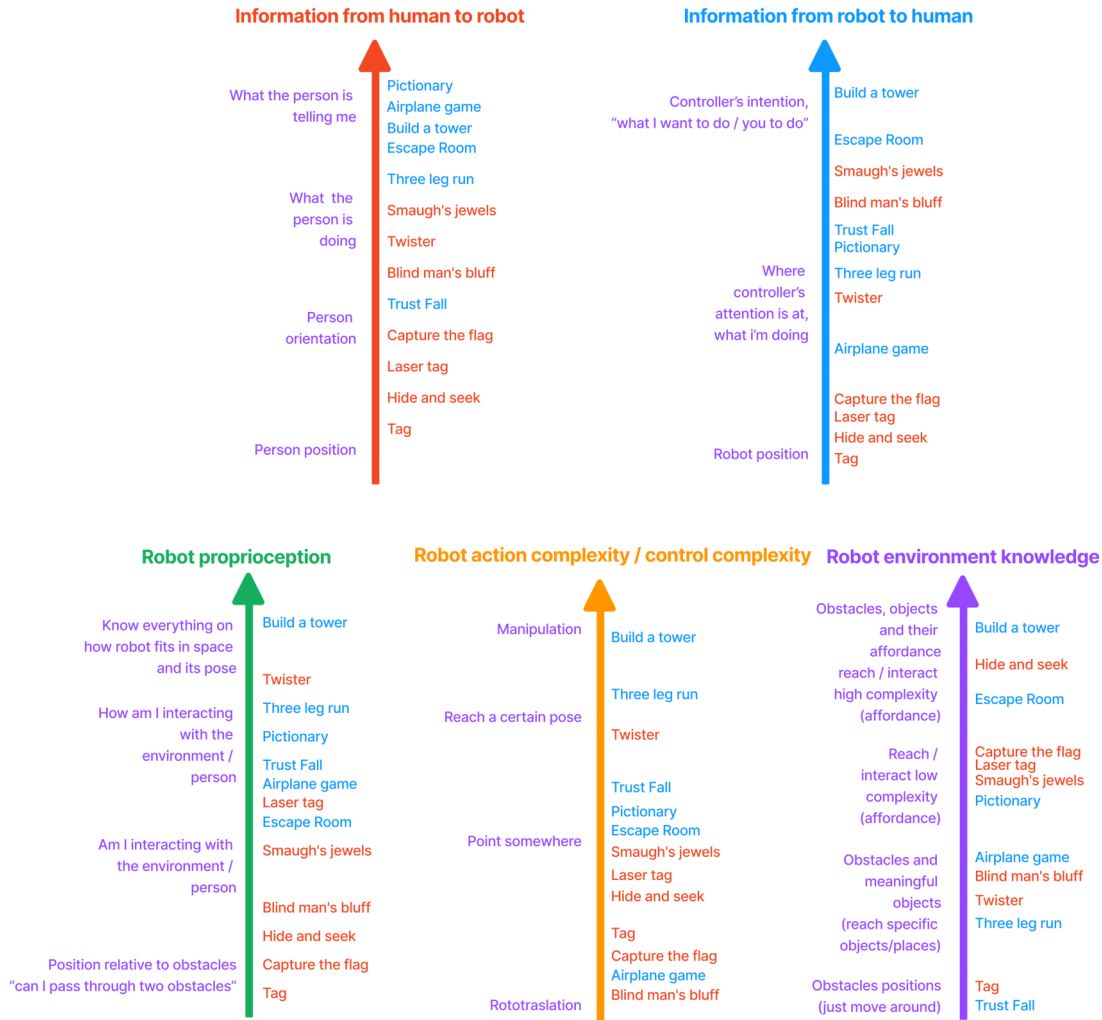 Information from human to robot
What the person is
telling me
What the
person is
doing
Person
orientation
Person position
Pictionary
Airplane game
Build a tower
Escape Room
Three leg run
Smaugh's jewels
Twister
Blind man's bluff
Trust Fall
Capture the flag
Laser tag
Hide and seek
Tag
Information from robot to human
Controller's intention,
“what I want to do / you to do”
Where
controller's
attention is at,
what i'm doing
Robot position
Build a tower
Escape Room
Smaugh's jewels
Blind man's bluff
Trust Fall
Pictionary
Three leg run
Twister
Airplane game
Capture the flag
Laser tag
Hide and seek
Tag
Robot proprioception
Know everything on
how robot fits in space
and its pose
How am I interacting
with the
environment /
person
Am I interacting with
the environment /
person
Position relative to obstacles
“can I pass through two obstacles”
Build a tower
Twister
Three leg run
Pictionary
Trust Fall
Airplane game
Laser tag
Escape Room
Smaugh's jewels
Blind man's bluff
Hide and seek
Capture the flag
Tag
Robot action complexity / control complexity
Manipulation
Reach a certain pose
Point somewhere
Rototraslation
Build a tower
Three leg run
Twister
Trust Fall
Pictionary
Escape Room
Smaugh's jewels
Laser tag
Hide and seek
Tag
Capture the flag
Airplane game
Blind man's bluff
Robot environment knowledge
Obstacles, objects
and their
affordance
reach / interact
high complexity
(affordance)
Reach /
interact low
complexity
(affordance)
Obstacles and
meaningful
objects
(reach specific
objects/places)
Obstacles positions
(just move around)
Build a tower
Hide and seek
Escape Room
Capture the flag
Laser tag
Smaugh's jewels
Pictionary
Airplane game
Blind man's bluff
Twister
Three leg run
Tag
Trust Fall